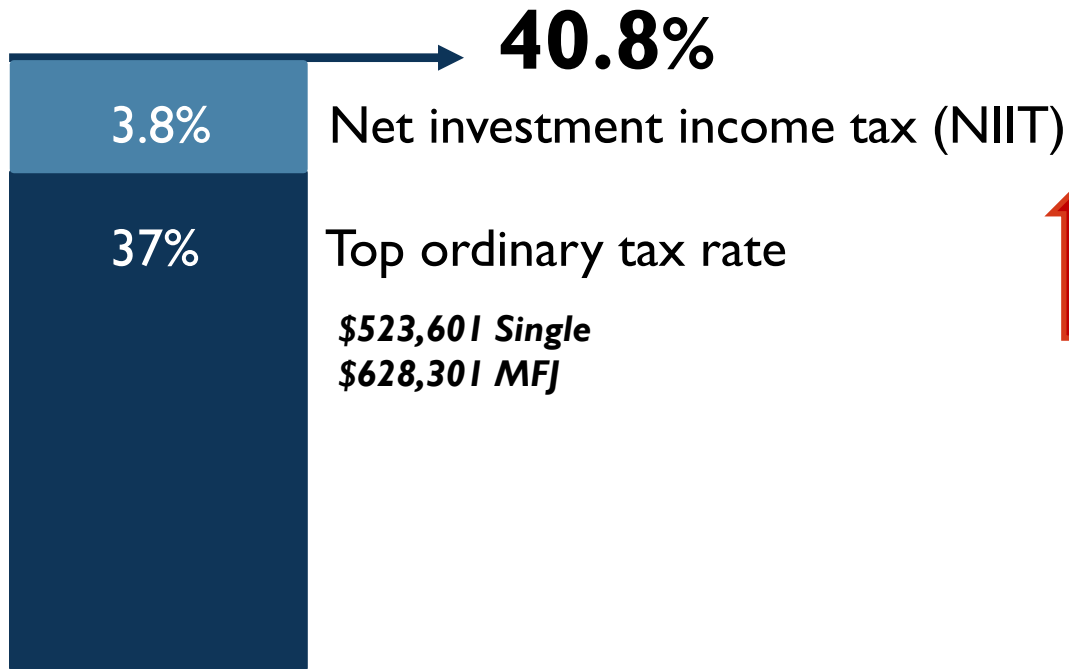 40.8%
3.8% Net investment income tax (NIIT)
37% Top ordinary tax rate
$523,601 Single
$628,301 MFJ